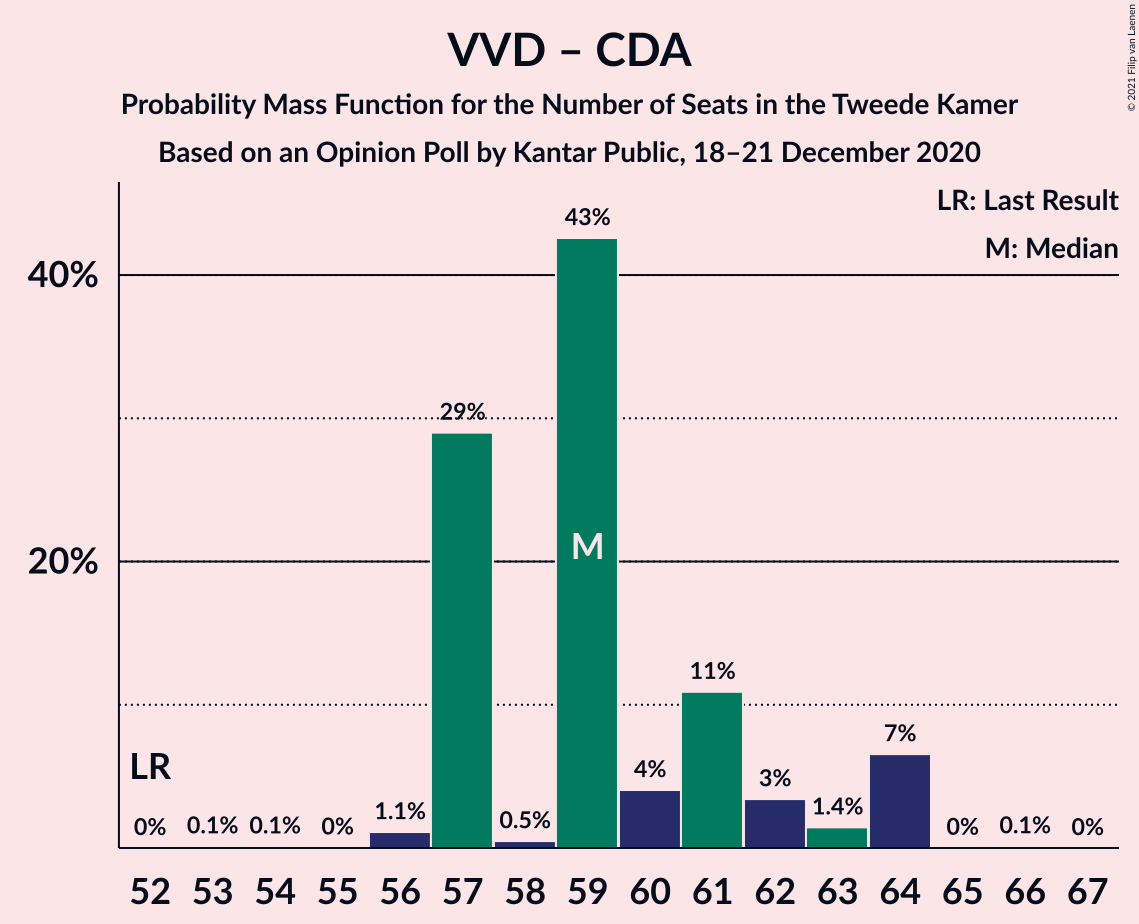 VVD – CDA
Probability Mass Function for the Number of Seats in the Tweede Kamer
Based on an Opinion Poll by Kantar Public, 18–21 December 2020
© 2021 Filip van Laenen
LR: Last Result
M: Median
40%
20%
LR
M
0% 0.1% 0.1% 0% 1.1% 29% 0.5% 43% 4% 11% 3% 1.4% 7% 0% 0.1% 0%
52 53 54 55 56 57 58 59 60 61 62 63 64 65 66 67